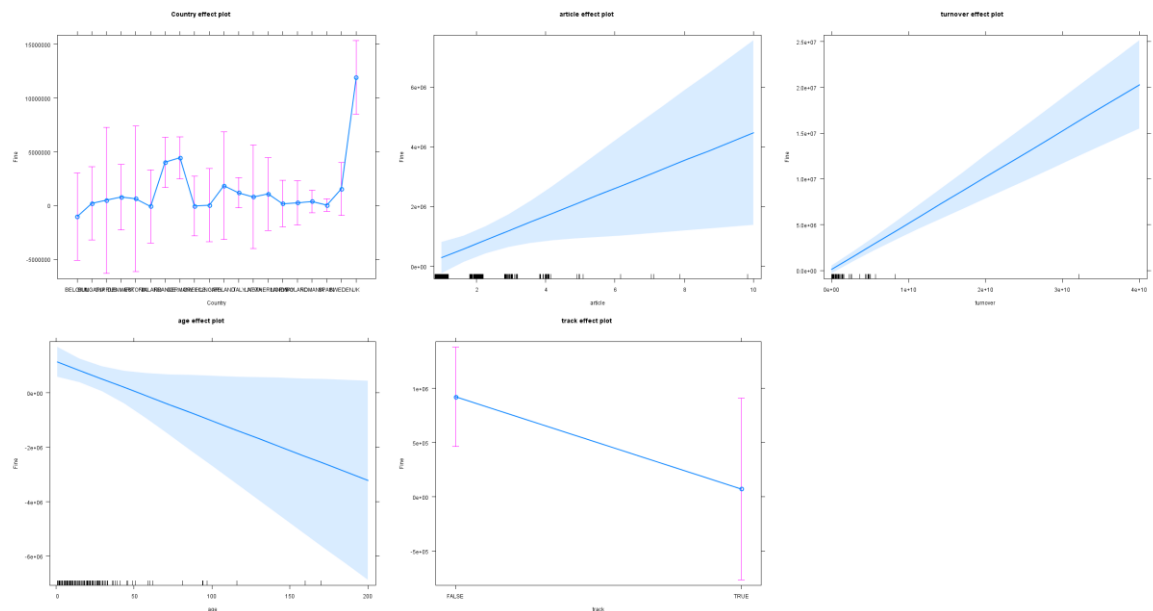 Country effect plot
article effect plot
turnover effect plot
15000000
10000000
5000000
0
-5000000
Fine
Country
6e+06
4e+06
2e+06
0e+00
Fine
2
4
6
8
10
article
2.5e+07
2.0e+07
1.5e+07
1.0e+07
5.0e+06
0.0e+00
Fine
0e+00
1e+10
2e+10
3e+10
4e+10
turnover
age effect plot
track effect plot
0e+00
-2e+06
-4e+06
-6e+06
Fine
0
50
100
150
200
age
1e+06
5e+05
0e+00
-5e+05
Fine
FALSE
TRUE
track